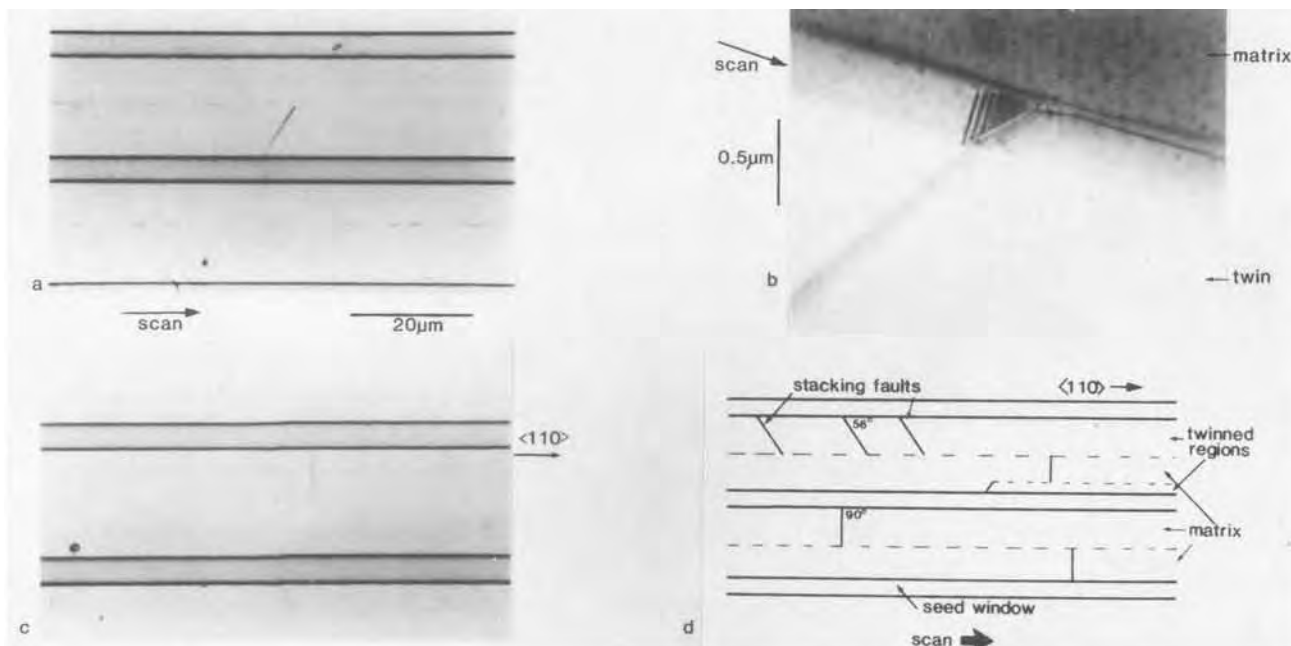 a
scan
20μm
scan
0.5μm
matrix
twin
b
<110>
c
stacking faults
<110>
56°
twinned
regions
90°
matrix
seed window
d
scan